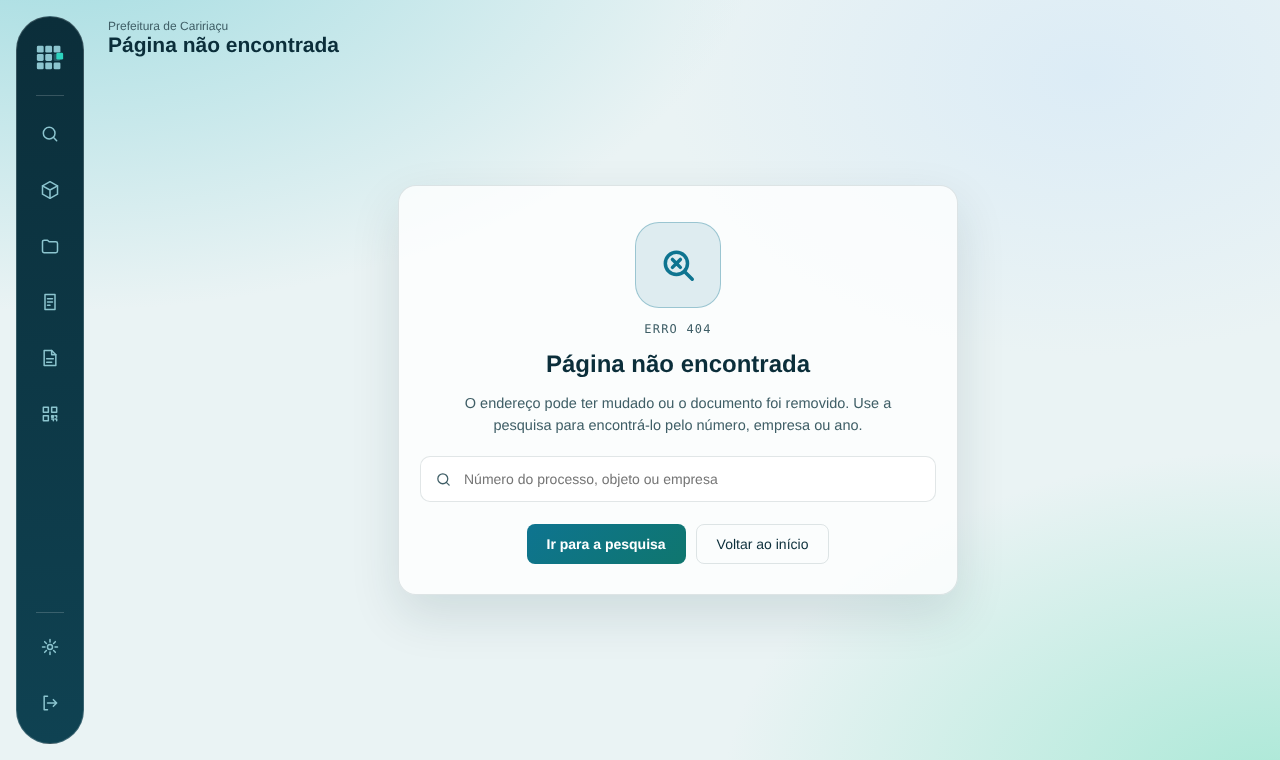 Prefeitura de Caririaçu
Página não encontrada
ERRO 404
Página não encontrada
O endereço pode ter mudado ou o documento foi removido. Use a
pesquisa para encontrá-lo pelo número, empresa ou ano.
Número do processo, objeto ou empresa
Ir para a pesquisa
Voltar ao início